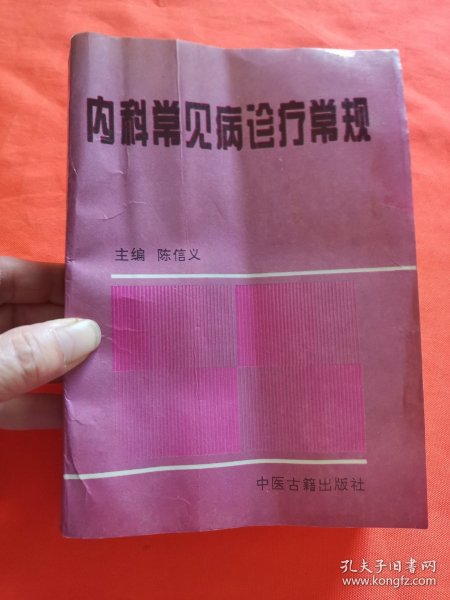 内科常见病诊疗常规
主编 陈信义
中医古籍出版社
孔夫子旧书网
www.kongfz.com